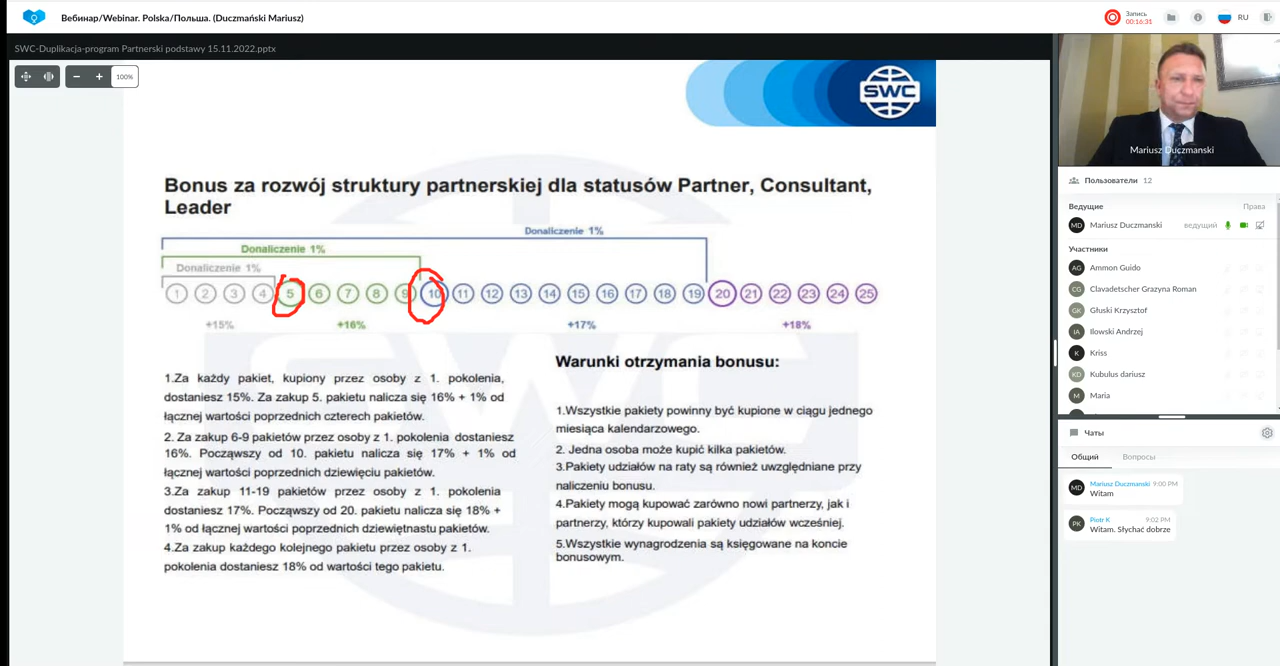 Вебинар/Webinar. Polska/Польша. (Duczmański Mariusz)
Запись
00:16:31
RU
SWC-Duplikacja-program Partnerski podstawy 15.11.2022.pptx
100%
SWC
Bonus za rozwój struktury partnerskiej dla statusów Partner, Consultant,
Leader
Donaliczenie 1%
Donaliczenie 1%
Donaliczenie 1%
1 2 3 4 5 6 7 8 9 10 11 12 13 14 15 16 17 18 19 20 21 22 23 24 25
+15% +16% +17% +18%
1.Za każdy pakiet, kupiony przez osoby z 1. pokolenia,
dostaniesz 15%. Za zakup 5. pakietu nalicza się 16% + 1% od
łącznej wartości poprzednich czterech pakietów.
2. Za zakup 6-9 pakietów przez osoby z 1. pokolenia dostaniesz
16%. Począwszy od 10. pakietu nalicza się 17% + 1% od
łącznej wartości poprzednich dziewięciu pakietów.
3.Za zakup 11-19 pakietów przez osoby z 1. pokolenia
dostaniesz 17%. Począwszy od 20. pakietu nalicza się 18% +
1% od łącznej wartości poprzednich dziewiętnastu pakietów.
4.Za zakup każdego kolejnego pakietu przez osoby z 1.
pokolenia dostaniesz 18% od wartości tego pakietu.
Warunki otrzymania bonusu:
1.Wszystkie pakiety powinny być kupione w ciągu jednego
miesiąca kalendarzowego.
2. Jedna osoba może kupić kilka pakietów.
3.Pakiety udziałów na raty są również uwzględniane przy
naliczeniu bonusu.
4.Pakiety mogą kupować zarówno nowi partnerzy, jak i
partnerzy, którzy kupowali pakiety udziałów wcześniej.
5.Wszystkie wynagrodzenia są księgowane na koncie
bonusowym.
Mariusz Duczmanski
Пользователи 12
Ведущие Права
MD Mariusz Duczmanski ведущий
Участники
AG Ammon Guido
CG Clavadetscher Grazyna Roman
GK Głuski Krzysztof
IA Ilowski Andrzej
K Kriss
KD Kubulus dariusz
M Maria
Чаты
Общий Вопросы
MD Mariusz Duczmanski 9:00 PM
Witam
PK Piotr K 9:02 PM
Witam. Słychać dobrze